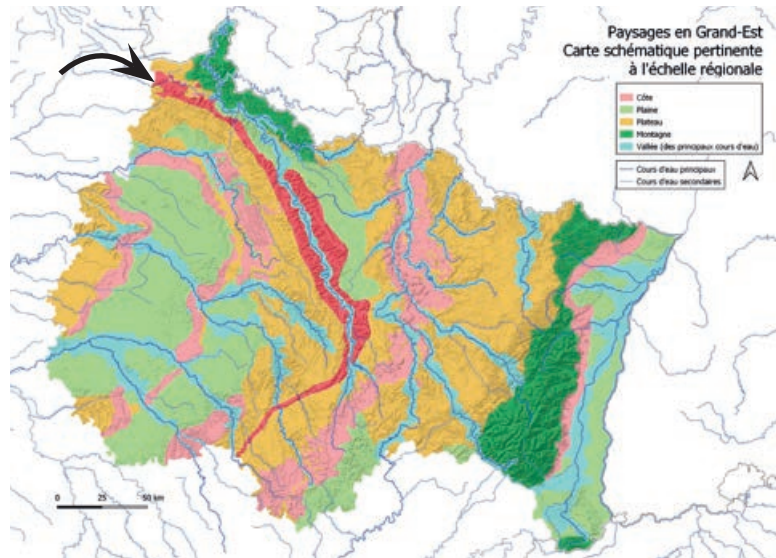 Paysages en Grand-Est
Carte schématique pertinente
à l'échelle régionale
Côte
Plaine
Plateau
Montagne
Vallée (des principaux cours d'eau)
Cours d'eau principaux
Cours d'eau secondaires
0 25 50 km